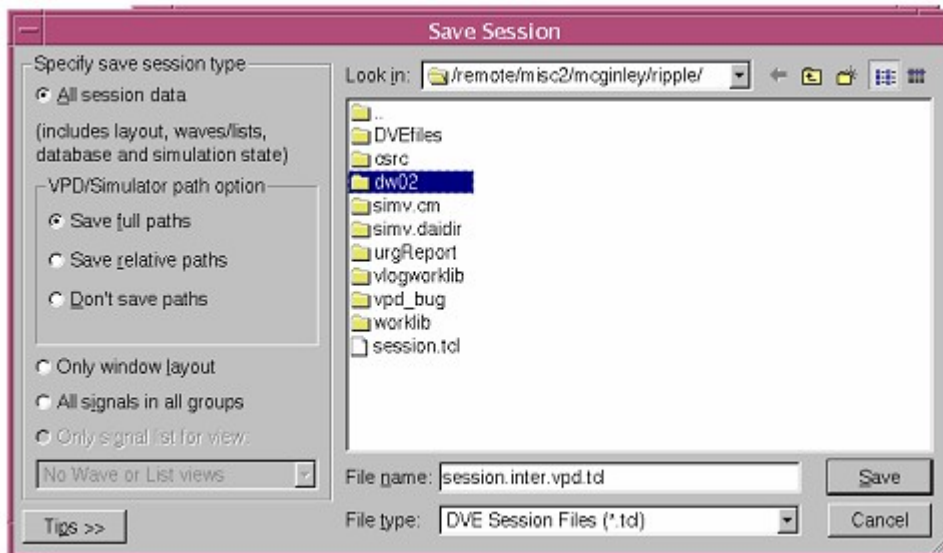 Save Session
Specify save session type
All session data
(includes layout, waves/lists,
database and simulation state)
VPD/Simulator path option
Save full paths
Save relative paths
Don't save paths
Only window layout
All signals in all groups
Only signal list for view:
No Wave or List views
Tips >>
Look in: /remote/misc2/mcginley/ripple/
..
DVEfiles
csrc
dw02
simv.cm
simv.daidir
urgReport
vlogworklib
vpd_bug
worklib
session.tcl
File name: session.inter.vpd.tcl
Save
File type: DVE Session Files (*.tcl)
Cancel